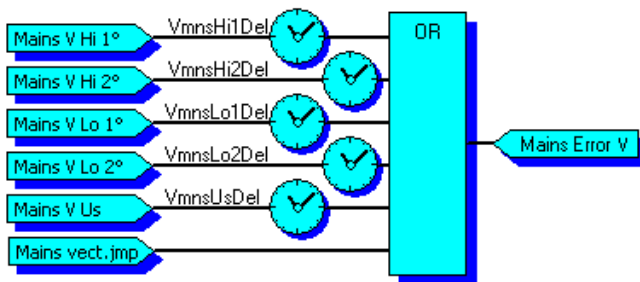 Mains V Hi 1°
VmnsHi1Del
OR
Mains V Hi 2°
VmnsHi2Del
Mains V Lo 1°
VmnsLo1Del
Mains Error V
Mains V Lo 2°
VmnsLo2Del
Mains V Us
VmnsUsDel
Mains vect.jmp